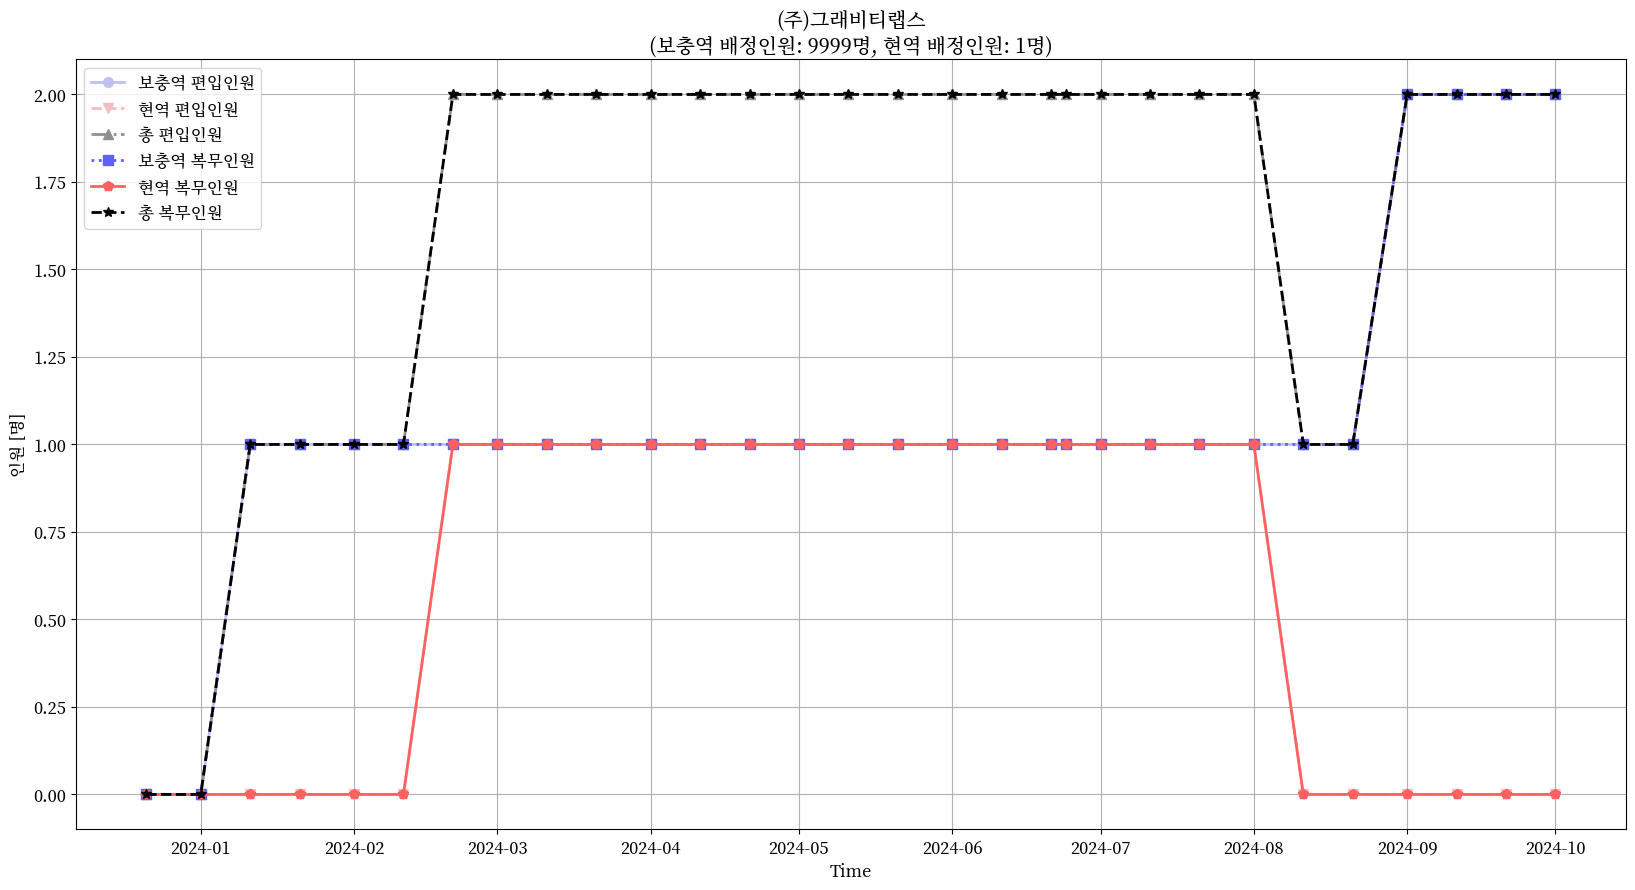 (주)그래비티랩스
(보충역 배정인원: 9999명, 현역 배정인원: 1명)
보충역 편입인원
현역 편입인원
총 편입인원
보충역 복무인원
현역 복무인원
총 복무인원
인원 [명]
2.00
1.75
1.50
1.25
1.00
0.75
0.50
0.25
0.00
2024-01 2024-02 2024-03 2024-04 2024-05 2024-06 2024-07 2024-08 2024-09 2024-10
Time